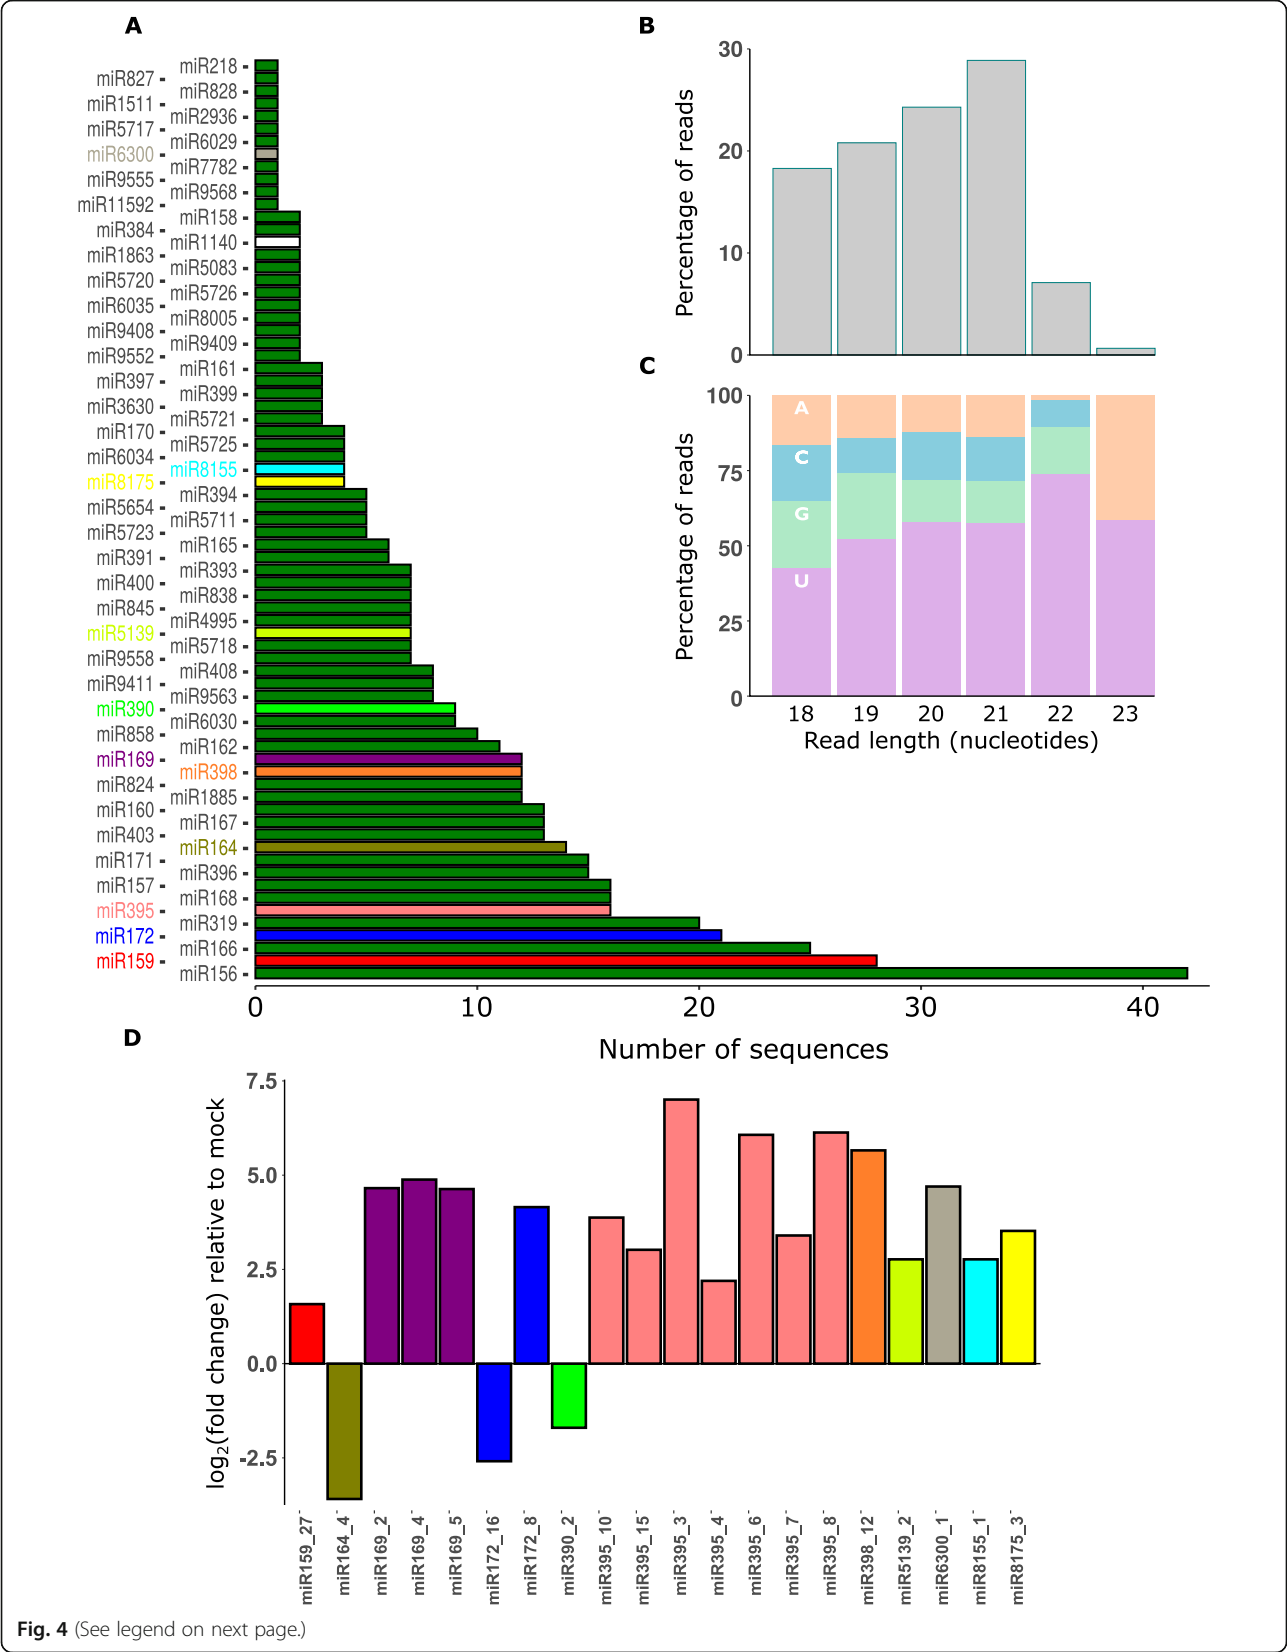 A
miR218
miR827
miR828
miR1511
miR2936
miR5717
miR6029
miR6300
miR7782
miR9555
miR9568
miR11592
miR158
miR384
miR1140
miR1863
miR5083
miR5720
miR5726
miR6035
miR8005
miR9408
miR9409
miR9552
miR161
miR397
miR399
miR3630
miR5721
miR170
miR5725
miR6034
miR8155
miR8175
miR394
miR5654
miR5711
miR5723
miR165
miR391
miR393
miR400
miR838
miR845
miR4995
miR5139
miR5718
miR9558
miR408
miR9411
miR9563
miR390
miR6030
miR858
miR162
miR169
miR398
miR824
miR1885
miR160
miR167
miR403
miR164
miR171
miR396
miR157
miR168
miR395
miR319
miR172
miR166
miR159
miR156
0 10 20 30 40
Number of sequences
B
Percentage of reads
30
20
10
0
C
Percentage of reads
100
75
50
25
0
A
C
G
U
18 19 20 21 22 23
Read length (nucleotides)
D
log2(fold change) relative to mock
7.5
5.0
2.5
0.0
-2.5
miR159_27
miR164_4
miR169_2
miR169_4
miR169_5
miR172_16
miR172_8
miR390_2
miR395_10
miR395_15
miR395_3
miR395_4
miR395_6
miR395_7
miR395_8
miR398_12
miR5139_2
miR6300_1
miR8155_1
miR8175_3
Fig. 4 (See legend on next page.)